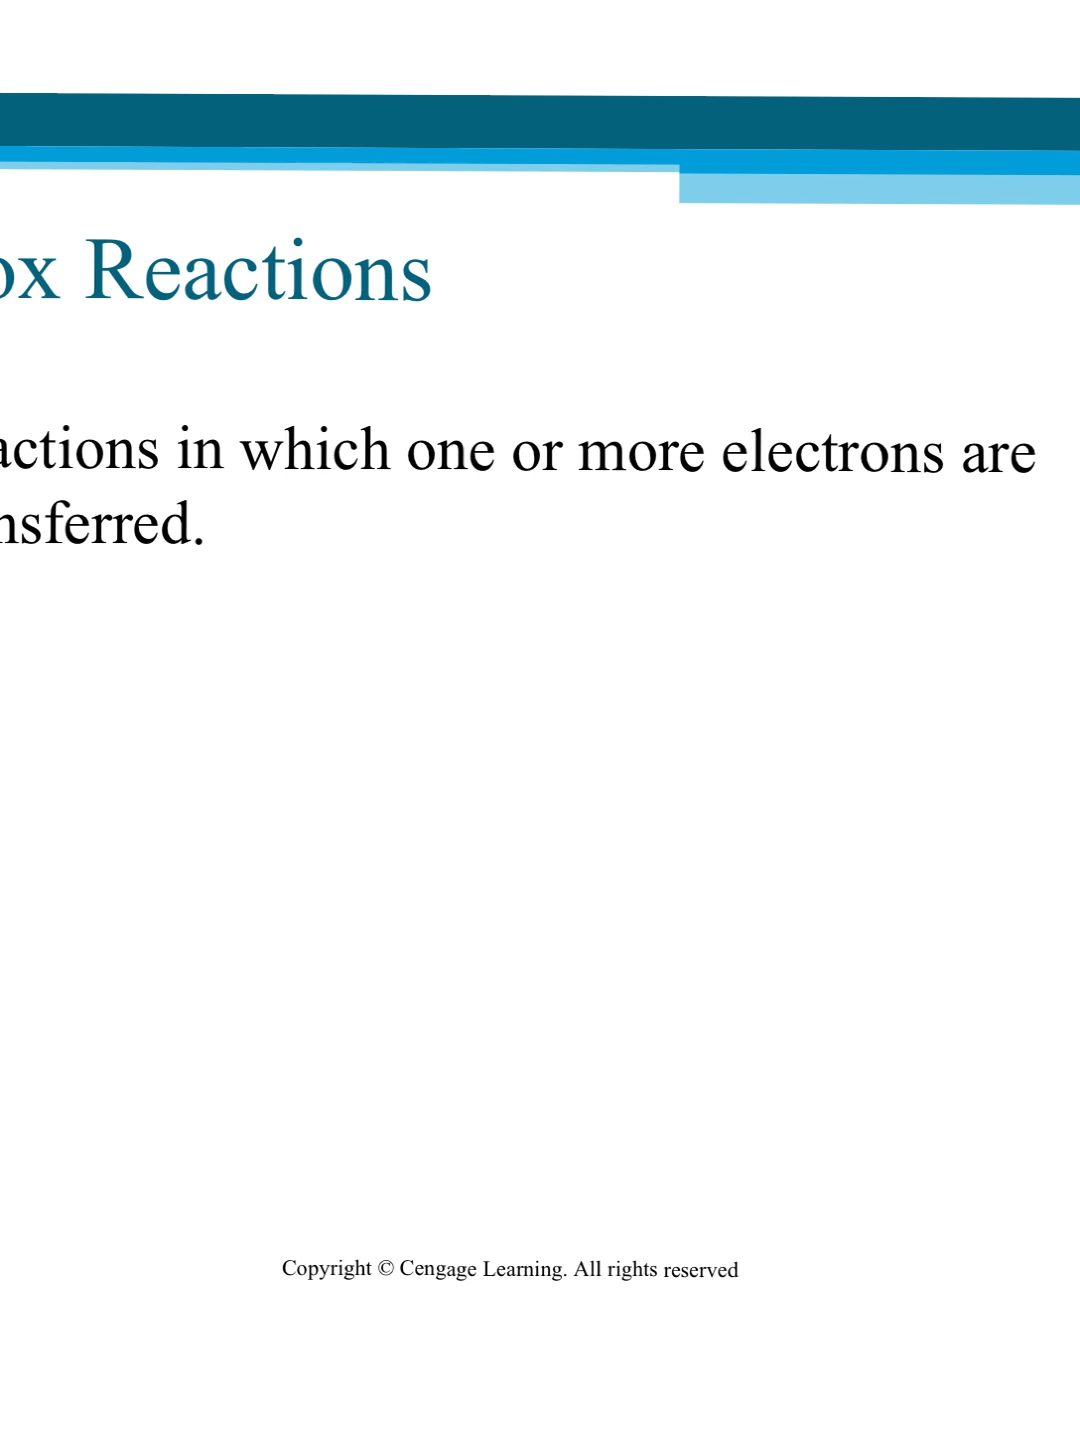 ox Reactions
actions in which one or more electrons are
nsferred.
Copyright © Cengage Learning. All rights reserved